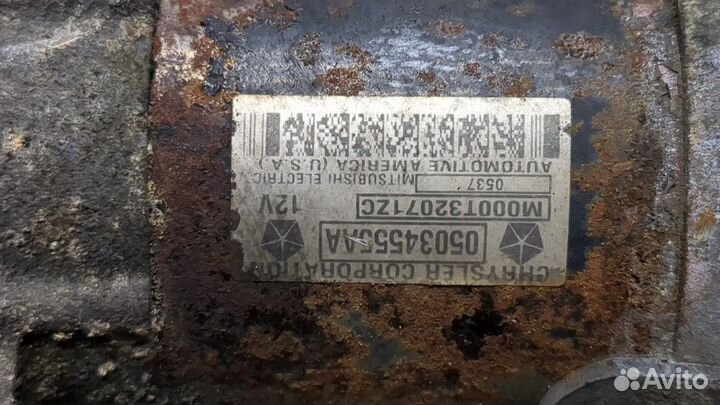 CHRYSLER CORPORATION
05034555AA
M000T32071ZC 12V
0537 MITSUBISHI ELECTRIC
AUTOMOTIVE AMERICA (U.S.A)
Avito